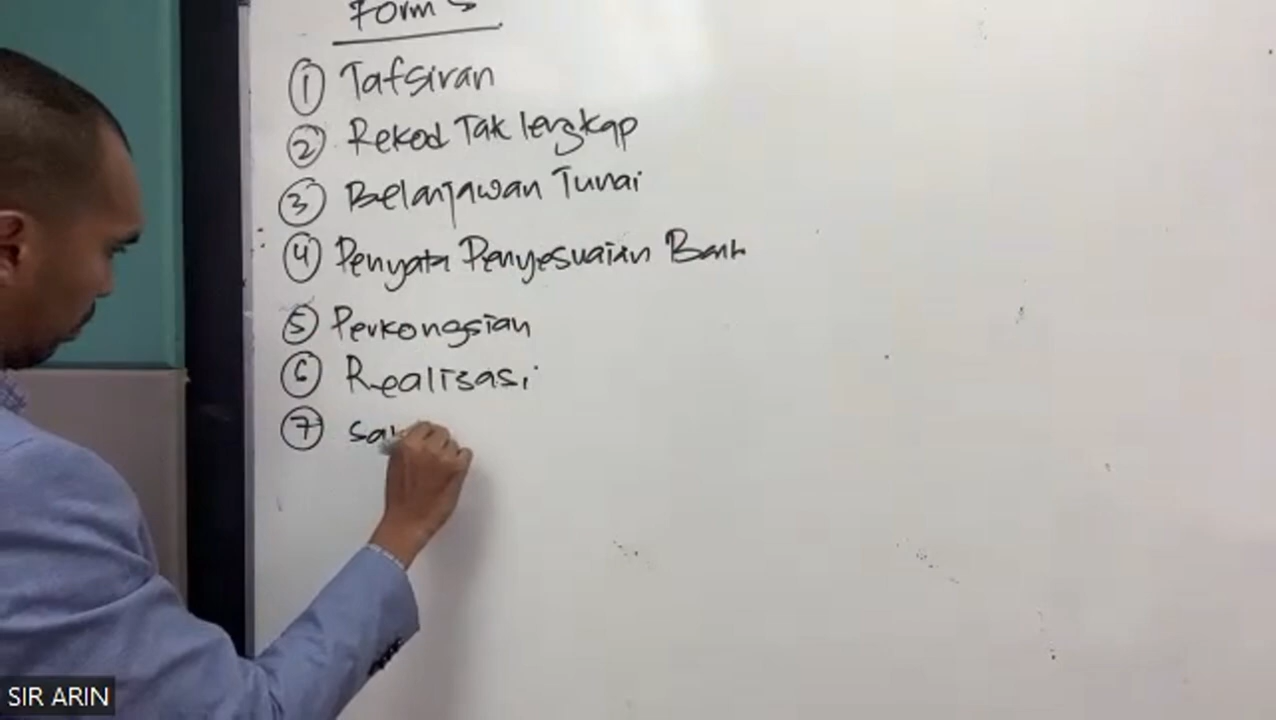 Form 5
① Tafsiran
② Rekod Tak lengkap
③ Belanjawan Tunai
④ Penyata Penyesuaian Bank
⑤ Perkongsian
⑥ Realisasi
⑦
SIR ARIN